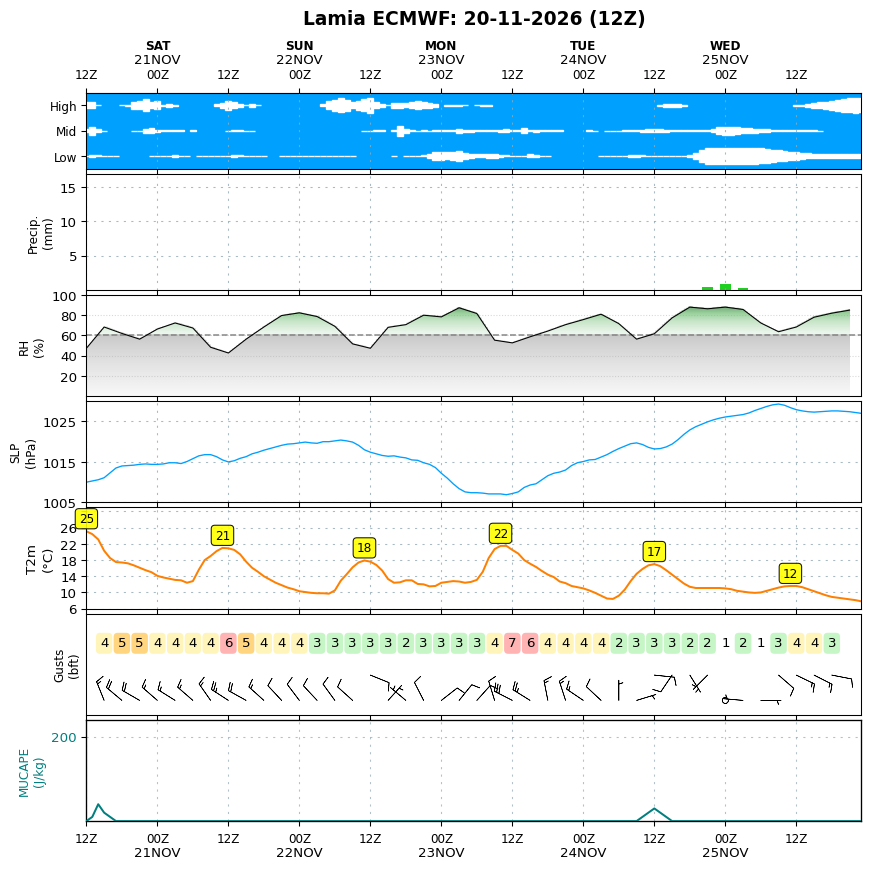 Lamia ECMWF: 20-11-2026 (12Z)
SAT SUN MON TUE WED
21NOV 22NOV 23NOV 24NOV 25NOV
12Z 00Z 12Z 00Z 12Z 00Z 12Z 00Z 12Z 00Z 12Z
High
Mid
Low
Precip.
(mm)
15
10
5
RH
(%)
100
80
60
40
20
SLP
(hPa)
1025
1015
1005
T2m
(°C)
26
22
18
14
10
6
25 21 18 22 17 12
Gusts
(bft)
4 5 5 4 4 4 4 6 5 4 4 4 3 3 3 3 3 2 3 3 3 3 4 7 6 4 4 4 4 2 3 3 3 2 2 1 2 1 3 4 4 3
MUCAPE
(J/kg)
200
12Z 00Z 12Z 00Z 12Z 00Z 12Z 00Z 12Z 00Z 12Z
21NOV 22NOV 23NOV 24NOV 25NOV